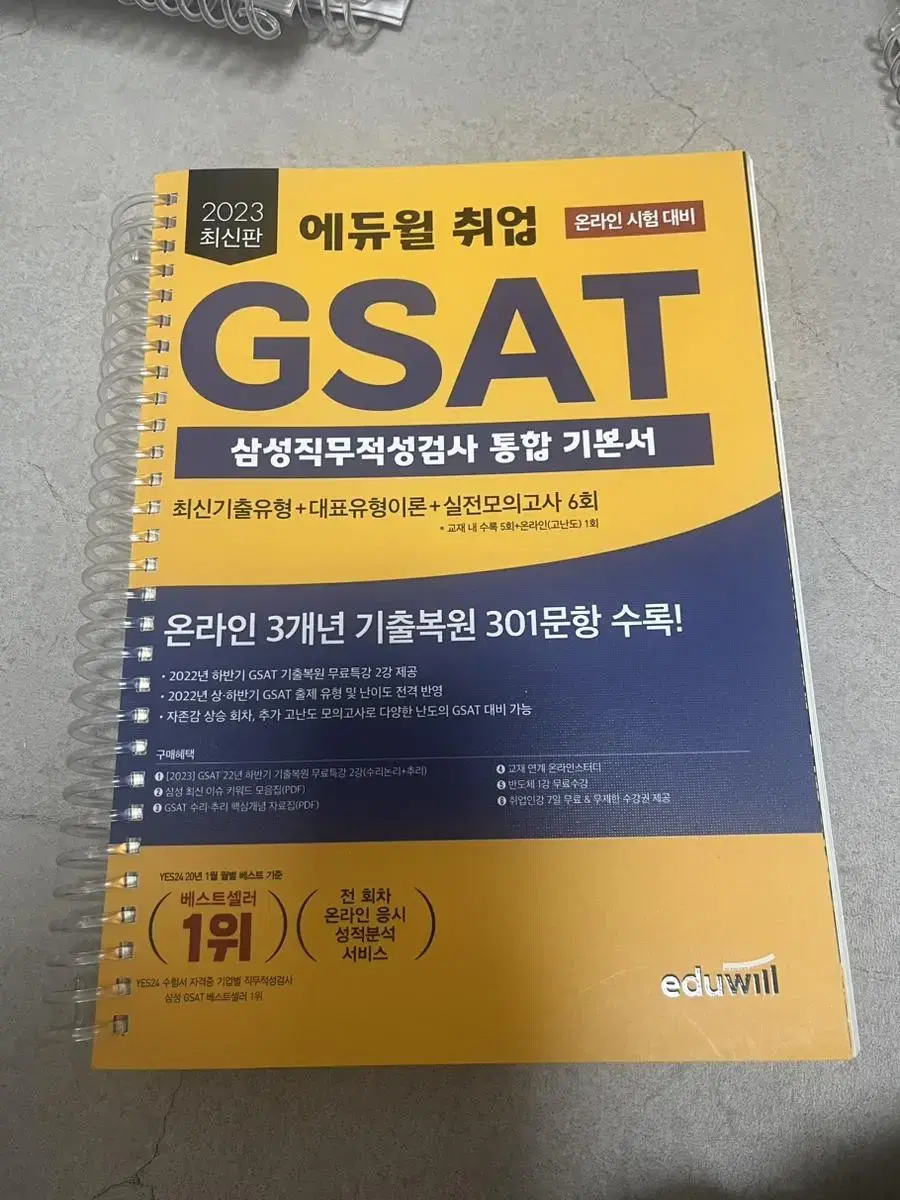 2023
최신판
에듀윌 취업
온라인 시험 대비
GSAT
삼성직무적성검사 통합 기본서
최신기출유형+대표유형이론+실전모의고사 6회
* 교재 내 수록 5회+온라인(고난도) 1회
온라인 3개년 기출복원 301문항 수록!
• 2022년 하반기 GSAT 기출복원 무료특강 2강 제공
• 2022년 상·하반기 GSAT 출제 유형 및 난이도 전격 반영
• 자존감 상승 회차, 추가 고난도 모의고사로 다양한 난도의 GSAT 대비 가능
구매혜택
❶ [2023] GSAT 22년 하반기 기출복원 무료특강 2강(수리논리+추리)
❷ 삼성 최신 이슈 키워드 모음집(PDF)
❸ GSAT 수리·추리 핵심개념 자료집(PDF)
❹ 교재 연계 온라인스터디
❺ 반도체 1강 무료수강
❻ 취업인강 7일 무료 & 무제한 수강권 제공
YES24 20년 1월 월별 베스트 기준
베스트셀러
1위
YES24 수험서 자격증 기업별 직무적성검사
삼성 GSAT 베스트셀러 1위
전 회차
온라인 응시
성적분석
서비스
eduwill